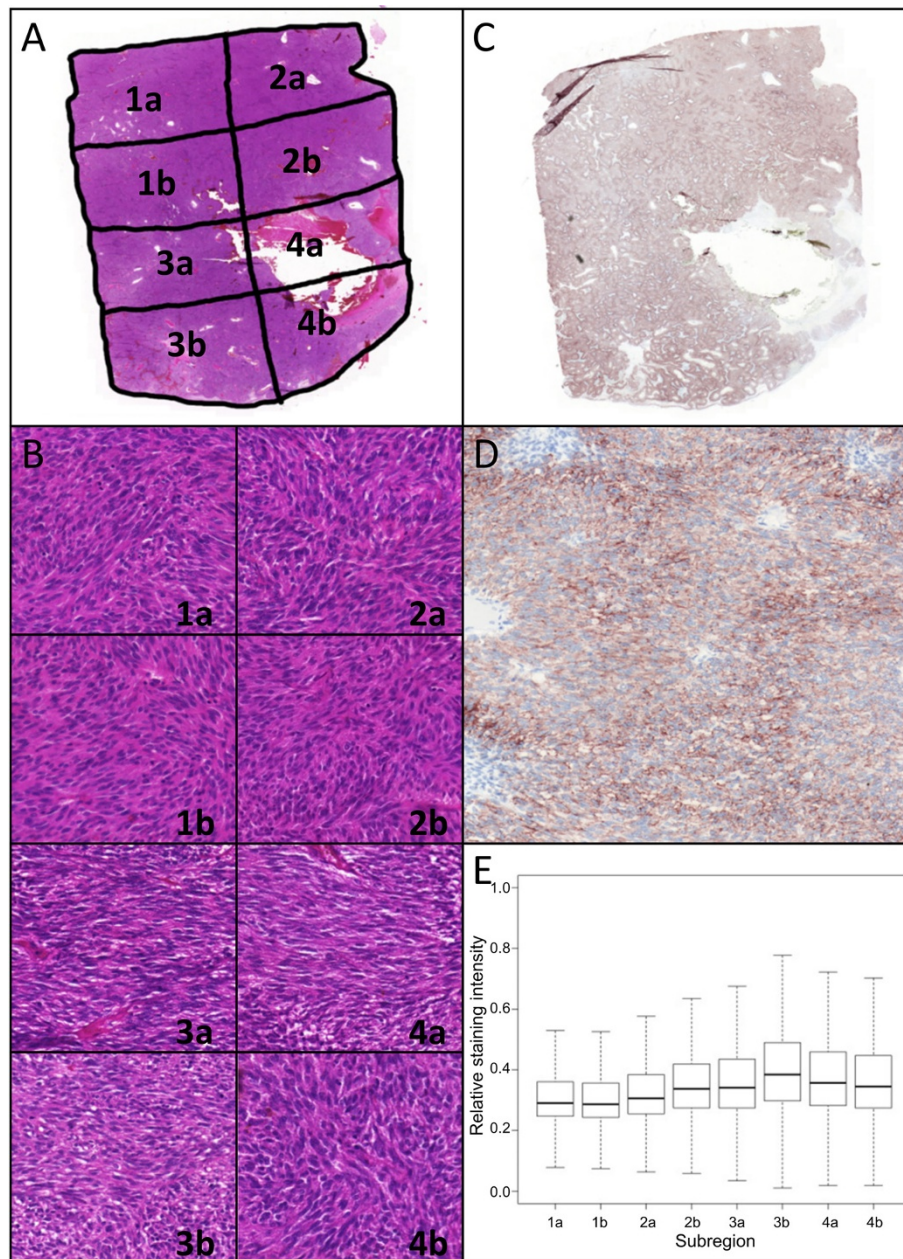 A
1a
2a
1b
2b
3a
4a
3b
4b
C
B
1a
2a
1b
2b
3a
4a
3b
4b
D
E
Relative staining intensity
1.0
0.8
0.6
0.4
0.2
0.0
1a 1b 2a 2b 3a 3b 4a 4b
Subregion